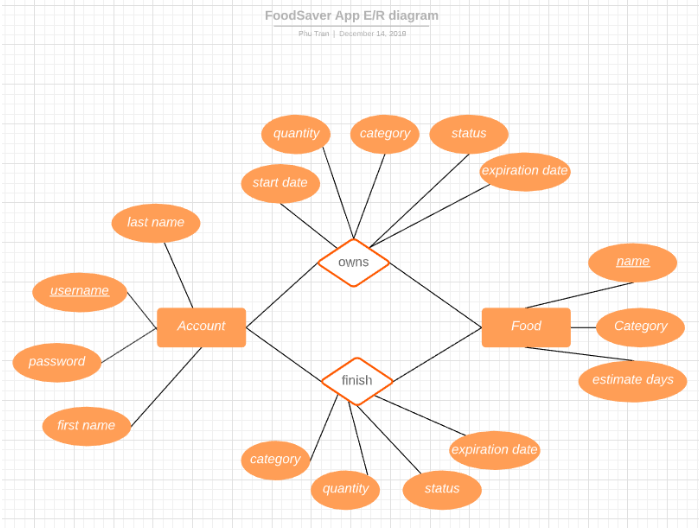 FoodSaver App E/R diagram
Phu Tran | December 14, 2019
quantity
category
status
expiration date
start date
last name
owns
name
username
Account
Food
Category
password
finish
estimate days
first name
expiration date
category
quantity
status